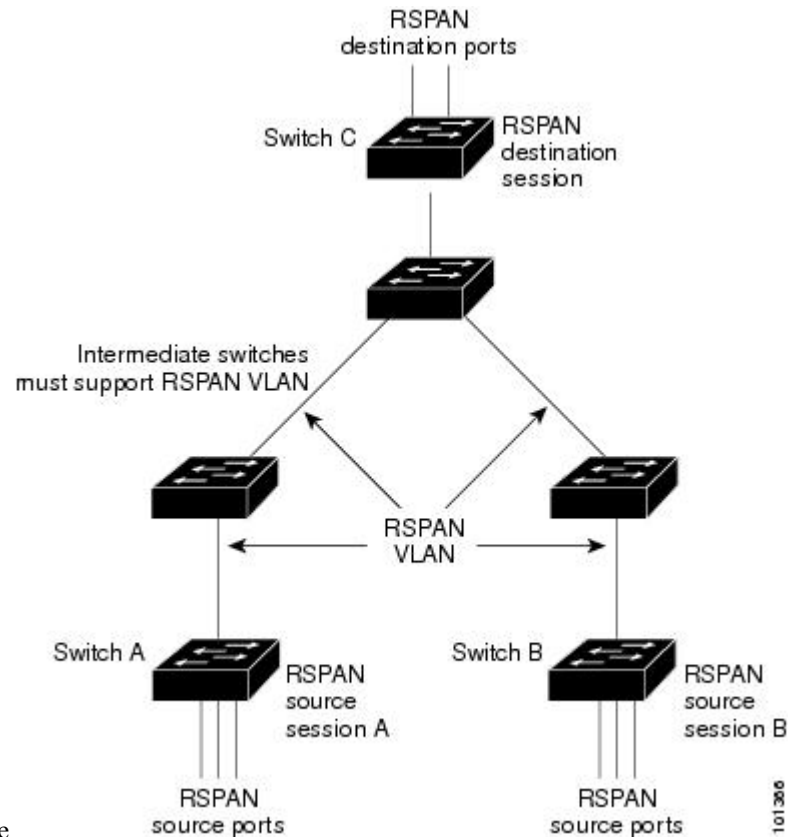 RSPAN
destination ports
Switch C
RSPAN
destination
session
Intermediate switches
must support RSPAN VLAN
RSPAN
VLAN
Switch A
RSPAN
source
session A
Switch B
RSPAN
source
session B
RSPAN
source ports
RSPAN
source ports
101366
e